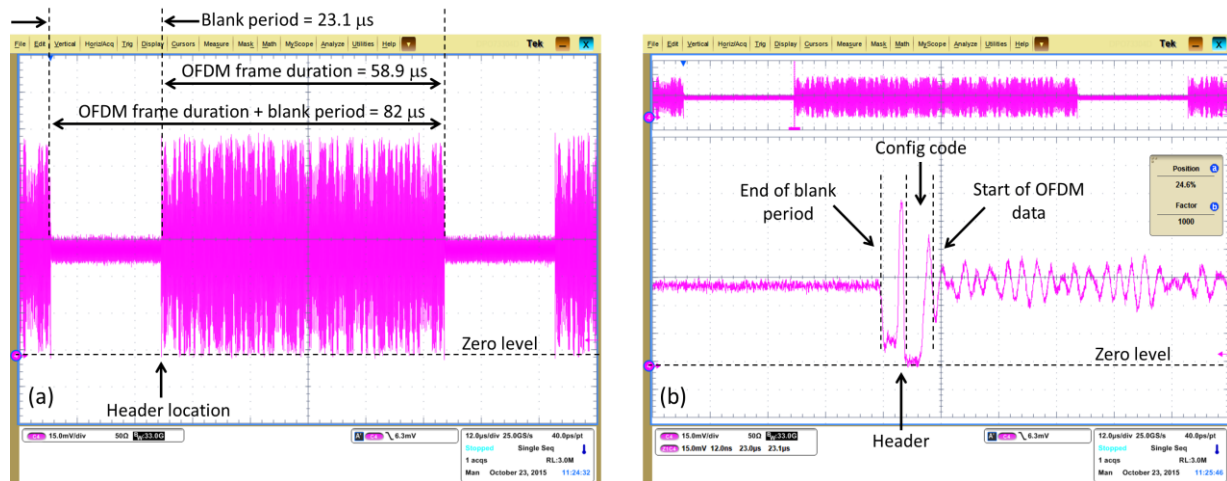 Blank period = 23.1 µs
File Edit Vertical Horiz/Acq Trig Display Cursors Measure Mask Math MyScope Analyze Utilities Help Tek X
OFDM frame duration = 58.9 µs
OFDM frame duration + blank period = 82 µs
Zero level
(a)
Header location
C4 15.0mV/div 50Ω BW:33.0G
A' C4 6.3mV
12.0µs/div 25.0GS/s 40.0ps/pt
Stopped Single Seq
1 acqs RL:3.0M
Man October 23, 2015 11:24:32
File Edit Vertical Horiz/Acq Trig Display Cursors Measure Mask Math MyScope Analyze Utilities Help Tek X
Config code
End of blank
period
Start of OFDM
data
Position a
24.6%
Factor b
1000
Zero level
(b)
Header
C4 15.0mV/div 50Ω BW:33.0G
Z1C4 15.0mV 12.0ns 23.0µs 23.1µs
A' C4 6.3mV
12.0µs/div 25.0GS/s 40.0ps/pt
Stopped Single Seq
1 acqs RL:3.0M
Man October 23, 2015 11:25:46